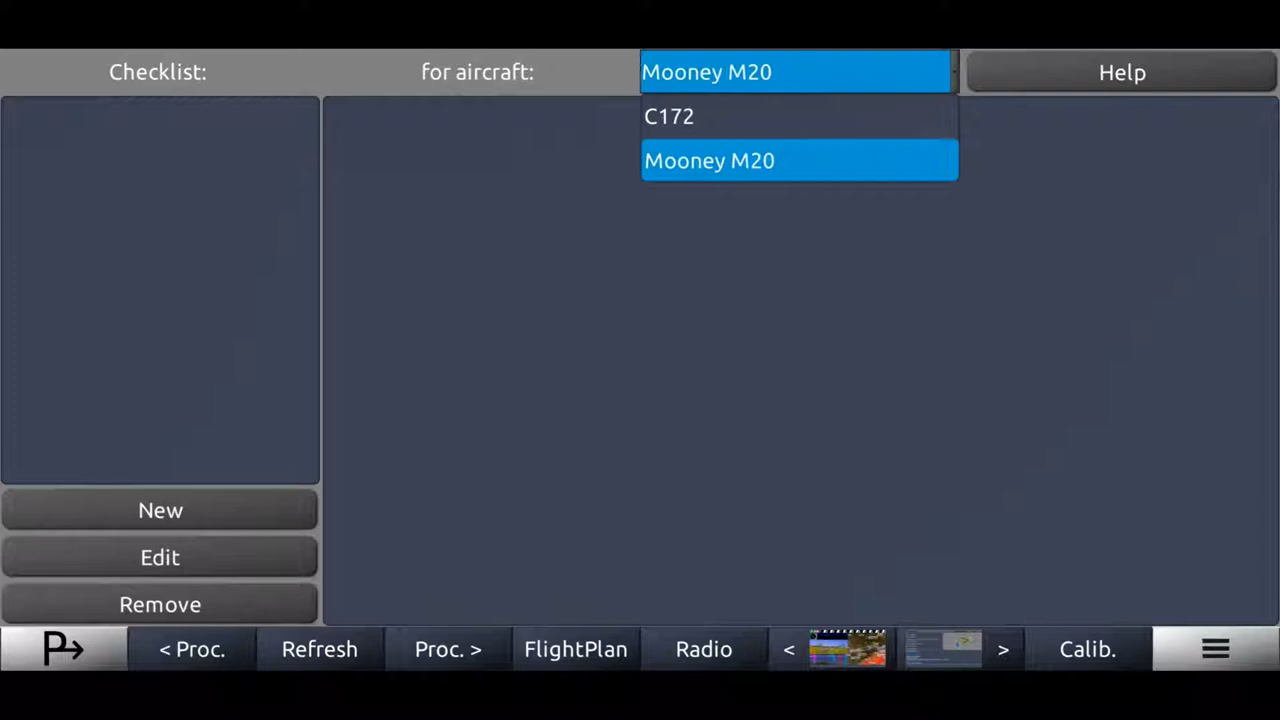 Checklist: for aircraft: Mooney M20 Help
C172
Mooney M20
New
Edit
Remove
P→ < Proc. Refresh Proc. > FlightPlan Radio < > Calib. ☰